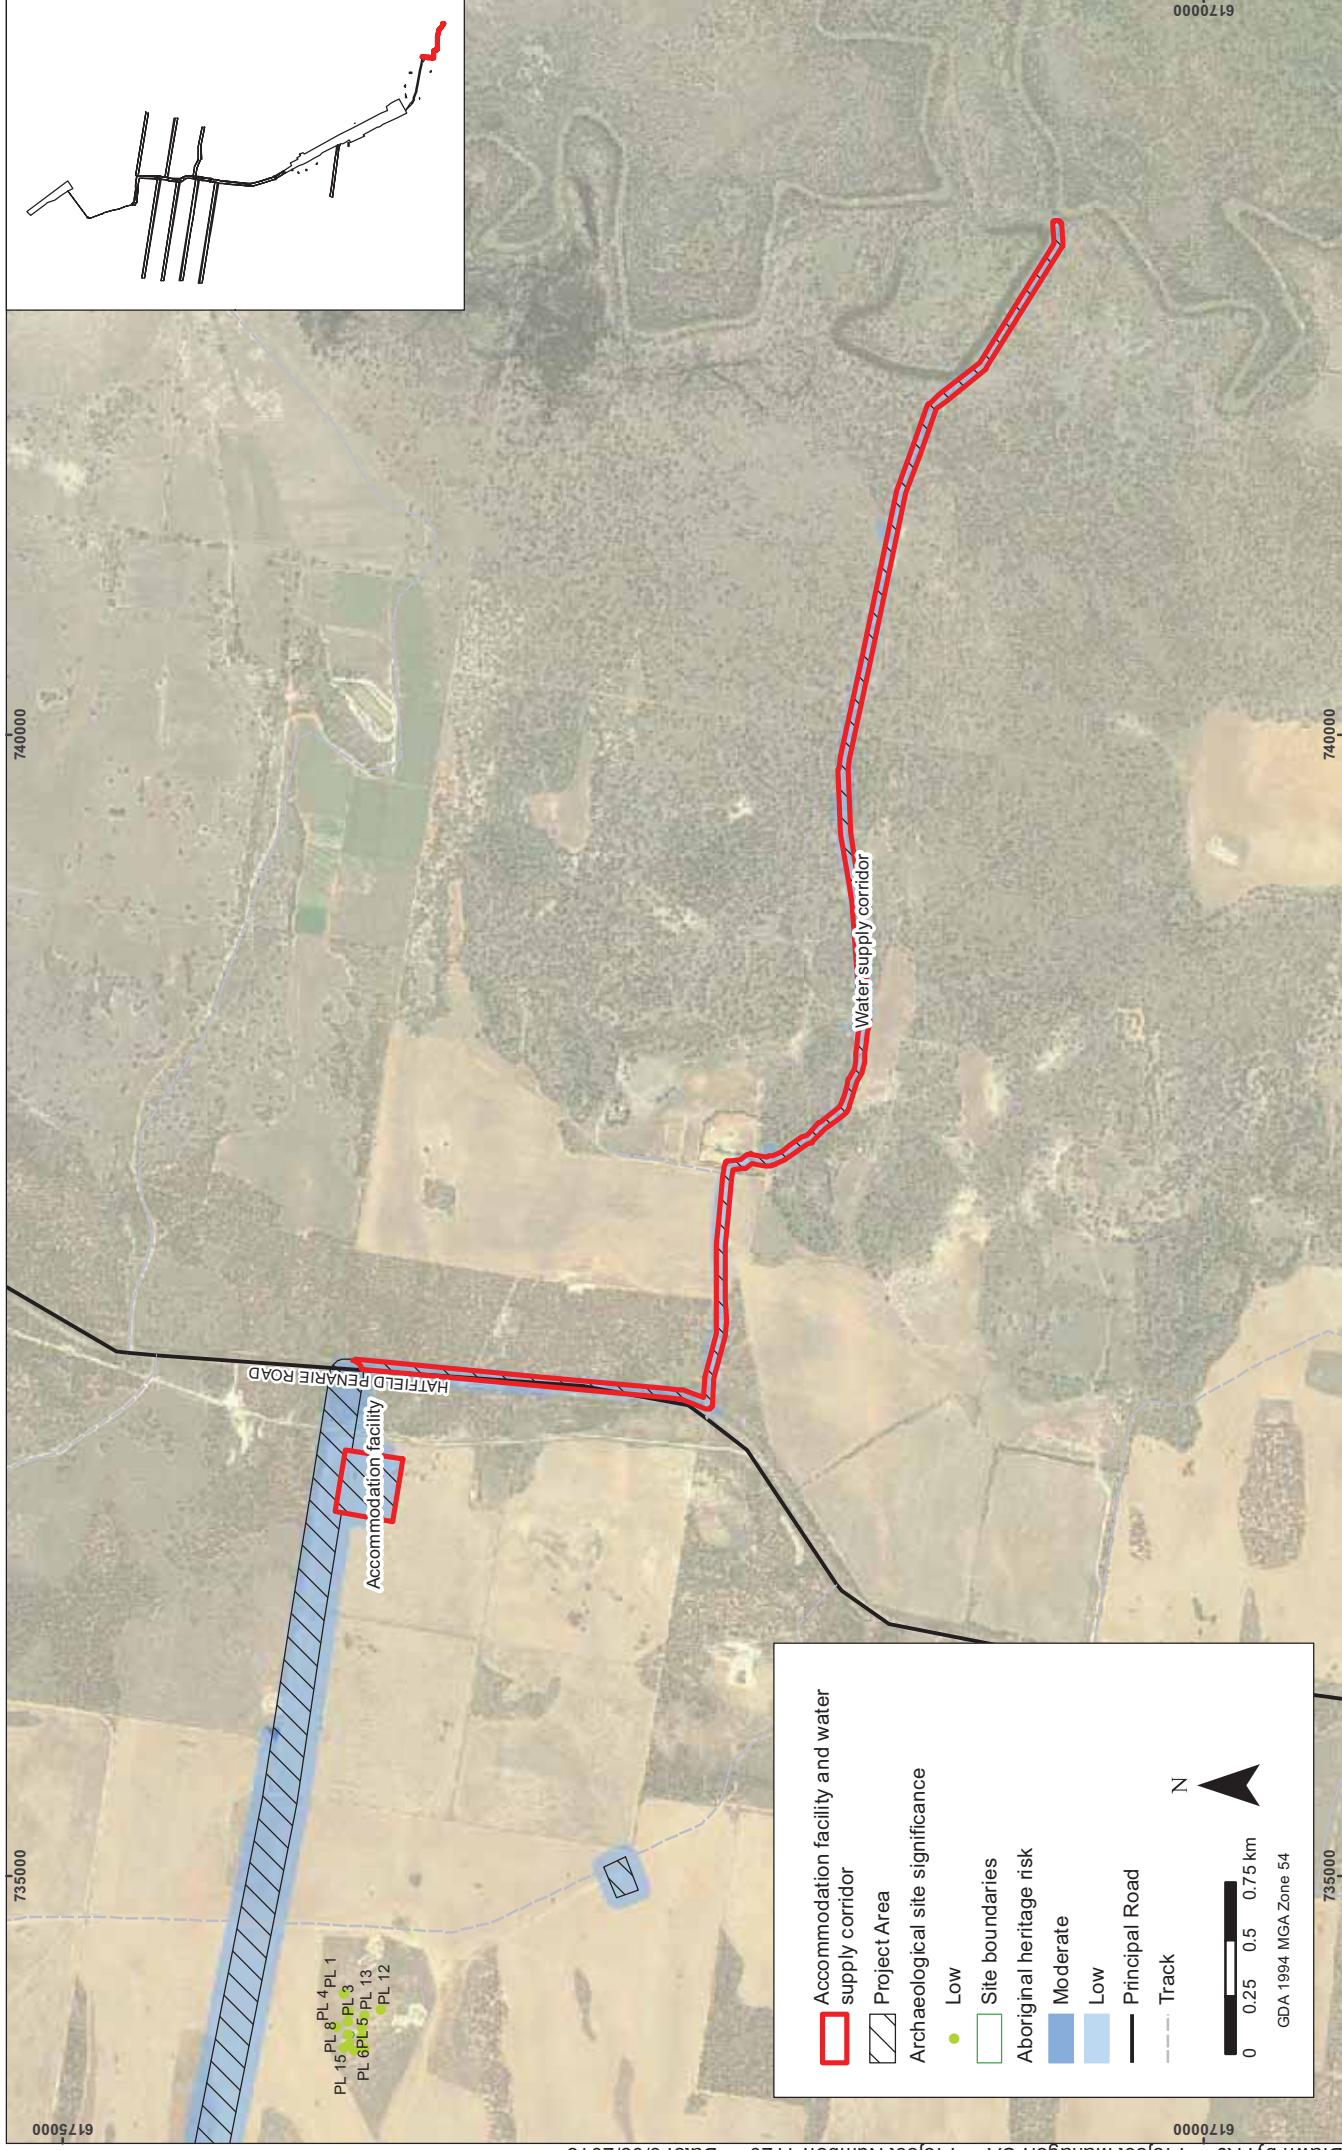 740000
735000
6175000
6170000
HATFIELD PENARIE ROAD
Accommodation facility
Water supply corridor
PL 15
PL 8
PL 4
PL 1
PL 3
PL 6
PL 5
PL 13
PL 12
Accommodation facility and water
supply corridor
Project Area
Archaeological site significance
Low
Site boundaries
Aboriginal heritage risk
Moderate
Low
Principal Road
Track
N
0 0.25 0.5 0.75 km
GDA 1994 MGA Zone 54
735000
740000
6170000